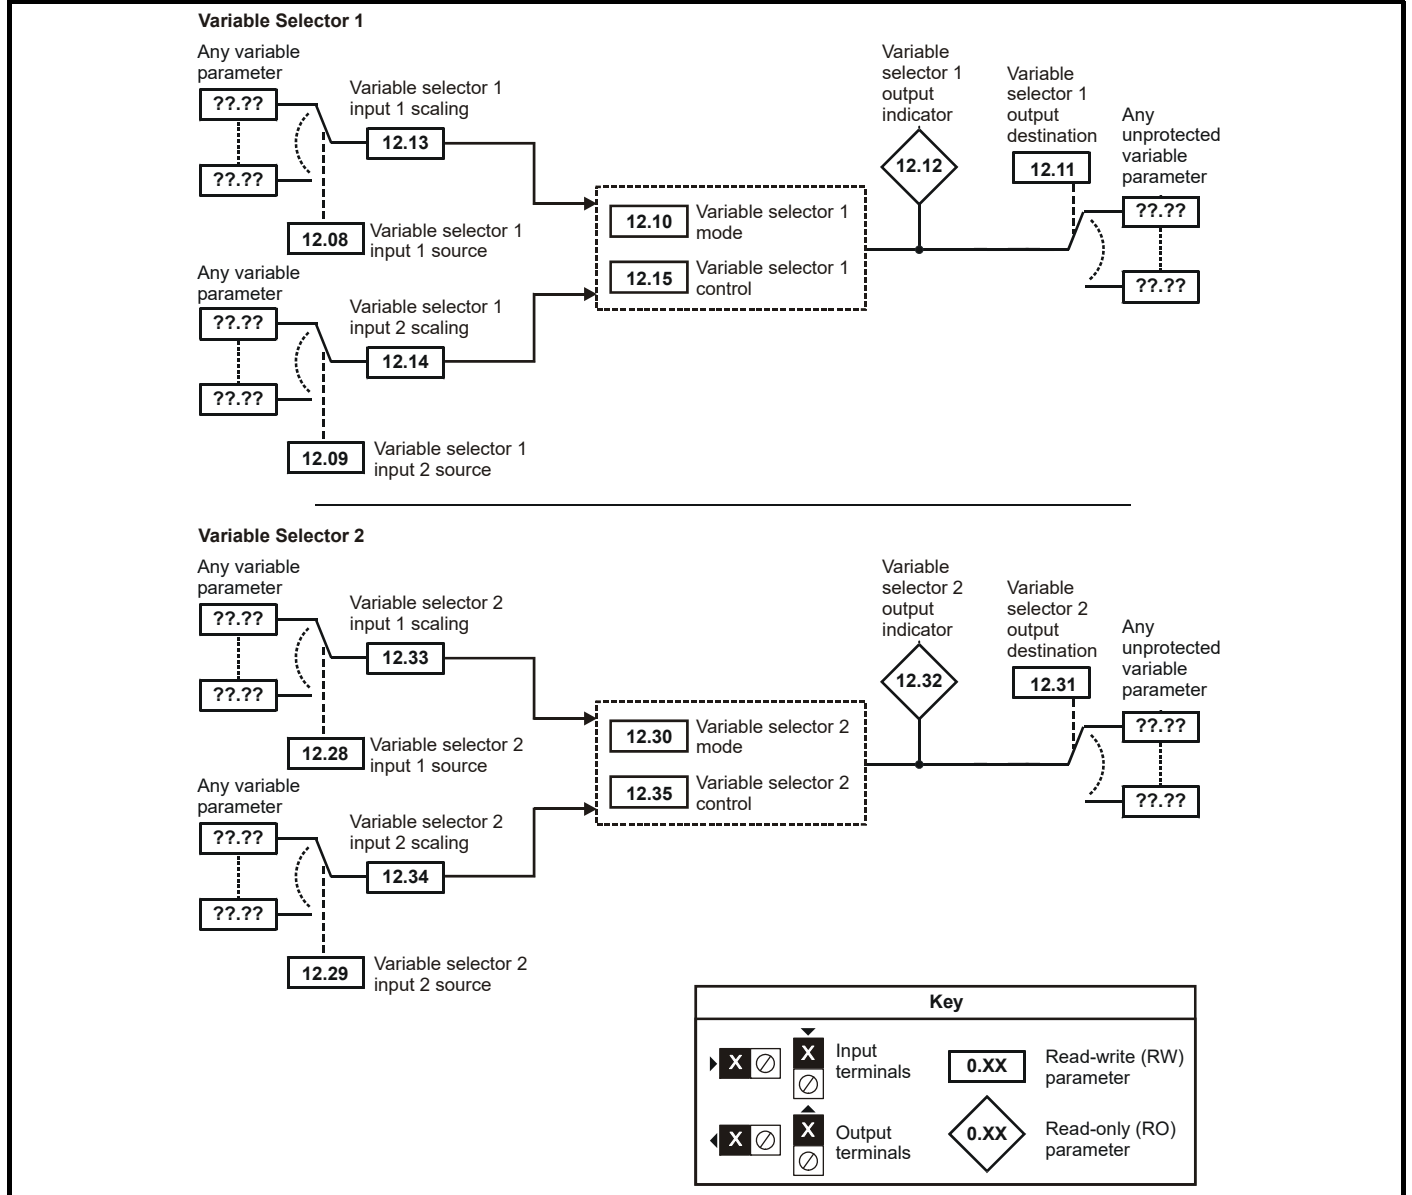 Variable Selector 1
Any variable
parameter
??.??
??.??
Variable selector 1
input 1 scaling
12.13
12.08
Variable selector 1
input 1 source
Any variable
parameter
??.??
??.??
Variable selector 1
input 2 scaling
12.14
12.09
Variable selector 1
input 2 source
12.10
Variable selector 1
mode
12.15
Variable selector 1
control
Variable
selector 1
output
indicator
12.12
Variable
selector 1
output
destination
12.11
Any
unprotected
variable
parameter
??.??
??.??
Variable Selector 2
Any variable
parameter
??.??
??.??
Variable selector 2
input 1 scaling
12.33
12.28
Variable selector 2
input 1 source
Any variable
parameter
??.??
??.??
Variable selector 2
input 2 scaling
12.34
12.29
Variable selector 2
input 2 source
12.30
Variable selector 2
mode
12.35
Variable selector 2
control
Variable
selector 2
output
indicator
12.32
Variable
selector 2
output
destination
12.31
Any
unprotected
variable
parameter
??.??
??.??
Key
X
X
Input
terminals
0.XX
Read-write (RW)
parameter
X
X
Output
terminals
0.XX
Read-only (RO)
parameter